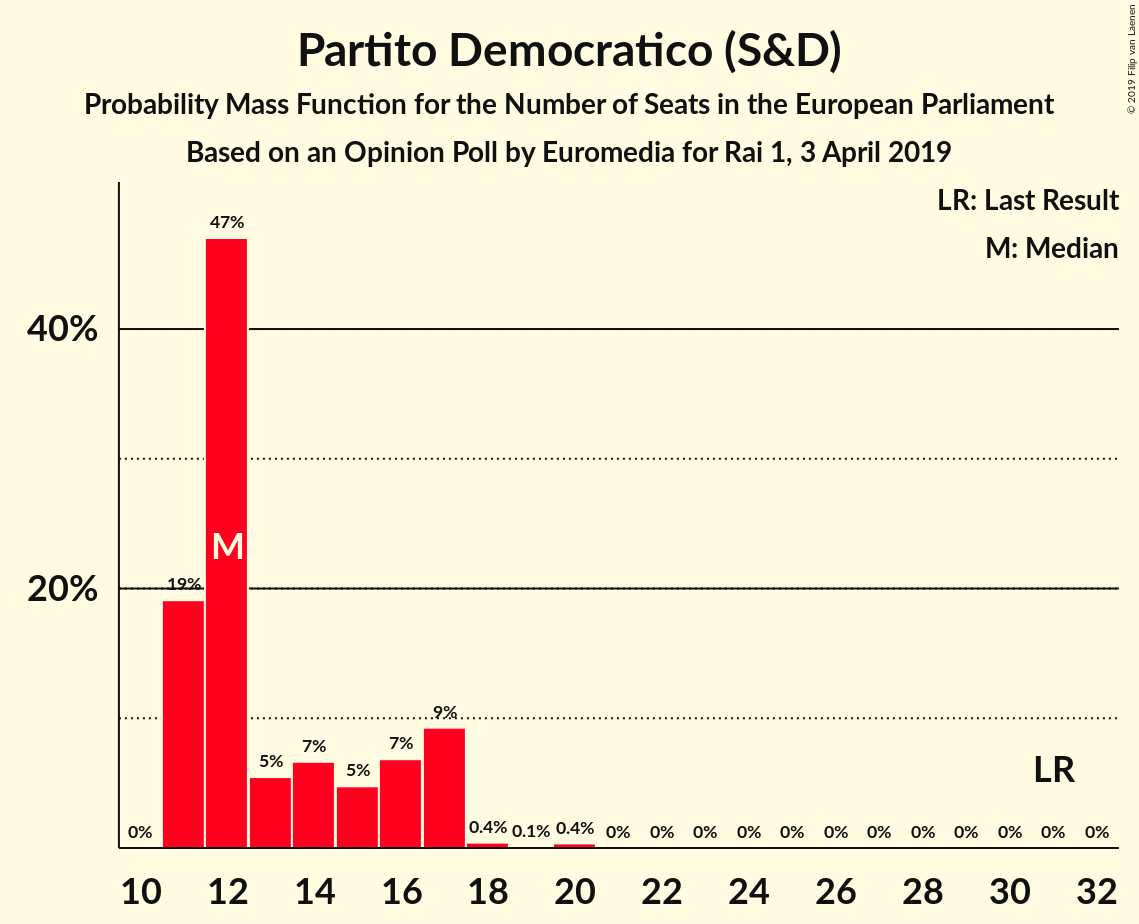 Partito Democratico (S&D)
Probability Mass Function for the Number of Seats in the European Parliament
Based on an Opinion Poll by Euromedia for Rai 1, 3 April 2019
© 2019 Filip van Laenen
LR: Last Result
M: Median
47%
40%
M
19%
20%
9%
7%
7%
5%
5%
LR
0% 0.4% 0.1% 0.4% 0% 0% 0% 0% 0% 0% 0% 0% 0% 0% 0% 0%
10 12 14 16 18 20 22 24 26 28 30 32